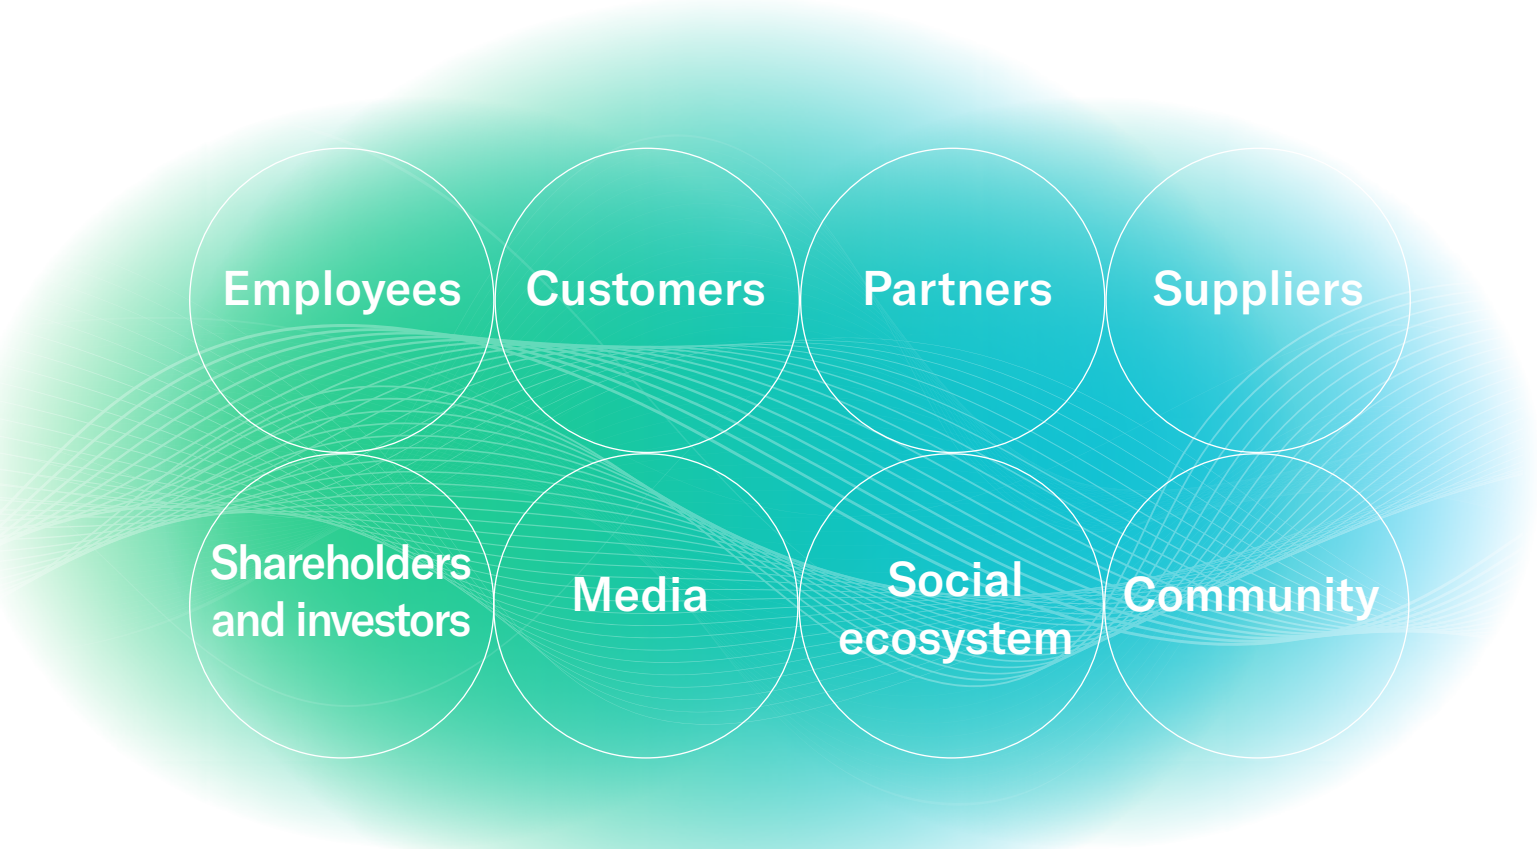 Employees
Customers
Partners
Suppliers
Shareholders
and investors
Media
Social
ecosystem
Community